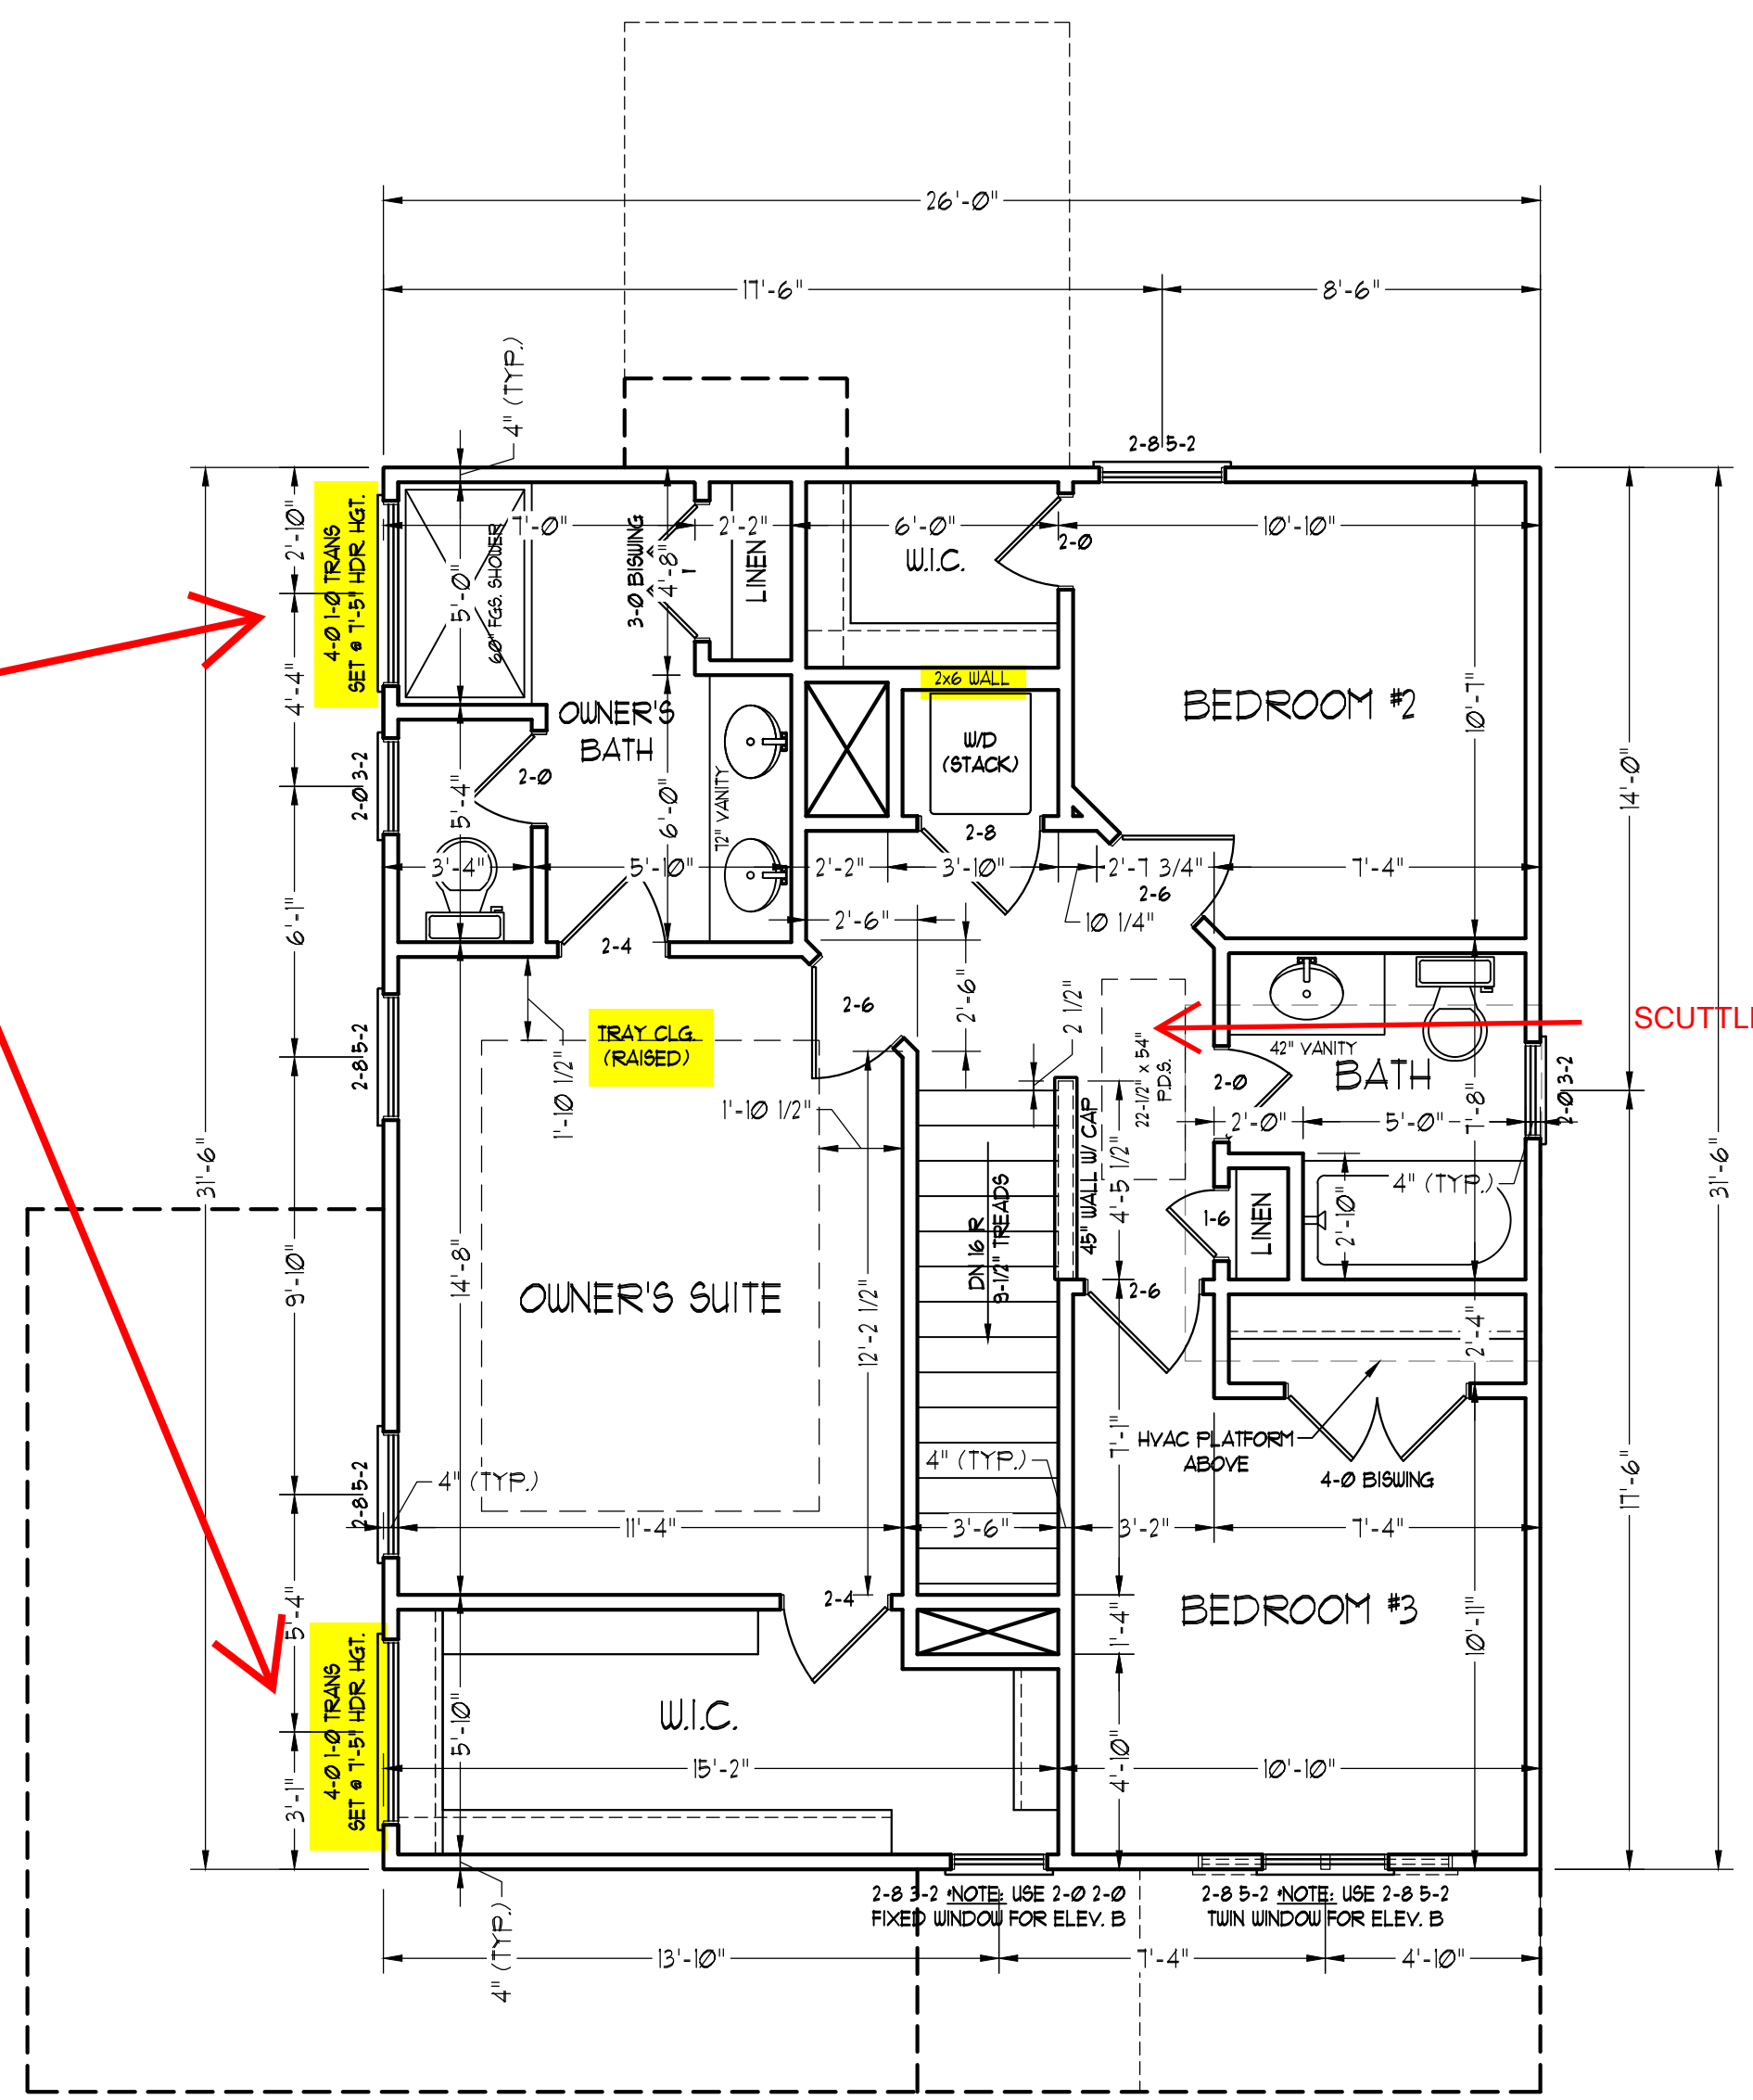 26'-0"
17'-6"
8'-6"
4" (TYP.)
2-8 5-2
2'-10"
4-0 1-0 TRANS
SET @ 7'-5" HDR HGT.
7'-0"
2'-2"
6'-0"
2-0
10'-10"
5'-0"
60" FGS. SHOWER
3-0 BISWING
4'-8"
LINEN
W.I.C.
4'-4"
2x6 WALL
BEDROOM #2
10'-7"
OWNER'S
BATH
W/D
(STACK)
14'-0"
2-0 3-2
2-0
5'-4"
6'-0"
72" VANITY
2-8
3'-4"
5'-10"
2'-2"
3'-10"
2'-7 3/4"
7'-4"
2-6
10 1/4"
2'-6"
6'-1"
2-4
2-6
2'-6"
2 1/2"
SCUTTL
TRAY CLG.
(RAISED)
22-1/2" x 54"
P.D.S.
42" VANITY
BATH
2-8 5-2
1'-10 1/2"
1'-10 1/2"
2-0
2-0 3-2
2'-0"
5'-0"
7'-8"
31'-6"
31'-6"
45" WALL W/ CAP
4'-5 1/2"
4" (TYP.)
DN 16 R
9-1/2" TREADS
1-6
LINEN
2'-10"
9'-10"
14'-8"
OWNER'S SUITE
12'-2 1/2"
2-6
2'-4"
7'-1"
HVAC PLATFORM
ABOVE
4-0 BISWING
17'-6"
2-8 5-2
4" (TYP.)
4" (TYP.)
11'-4"
3'-6"
3'-2"
7'-4"
5'-4"
2-4
1'-4"
BEDROOM #3
10'-11"
4-0 1-0 TRANS
SET @ 7'-5" HDR HGT.
5'-10"
W.I.C.
3'-1"
15'-2"
4'-10"
10'-10"
2-8 3-2 *NOTE: USE 2-0 2-0
FIXED WINDOW FOR ELEV. B
2-8 5-2 *NOTE: USE 2-8 5-2
TWIN WINDOW FOR ELEV. B
4" (TYP.)
13'-10"
7'-4"
4'-10"